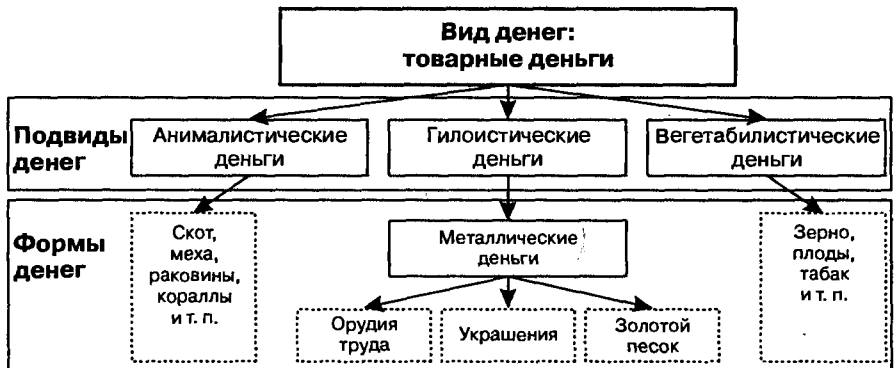 Вид денег:
товарные деньги
Подвиды
денег
Анималистические
деньги
Гилоистические
деньги
Вегетабилистические
деньги
Формы
денег
Скот,
меха,
раковины,
кораллы
и т. п.
Металлические
деньги
Орудия
труда
Украшения
Золотой
песок
Зерно,
плоды,
табак
и т. п.